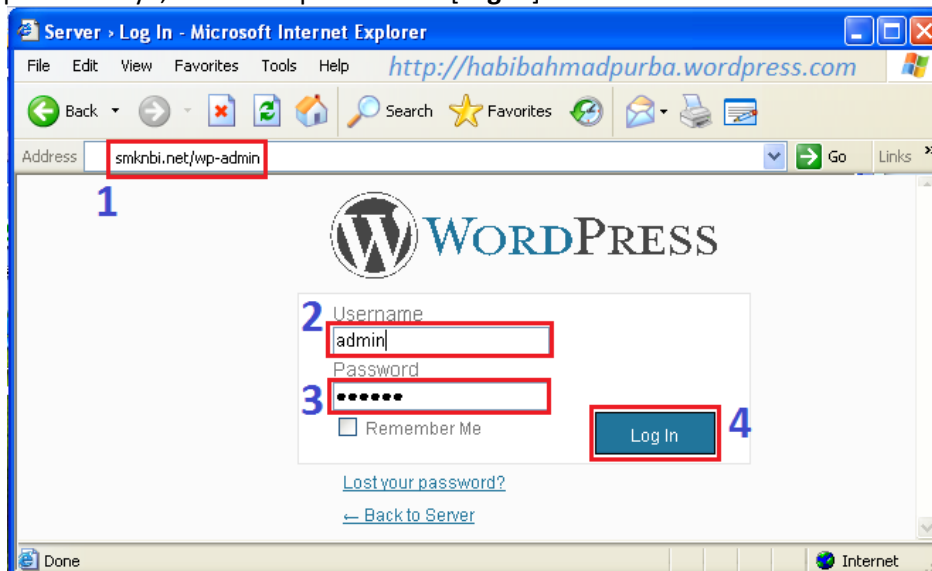 Server › Log In - Microsoft Internet Explorer
File Edit View Favorites Tools Help http://habibahmadpurba.wordpress.com
Back Search Favorites
Address smknbi.net/wp-admin Go Links »
1
WORDPRESS
2 Username
admin
Password
3 ••••••
Remember Me
Log In 4
Lost your password?
← Back to Server
Done Internet